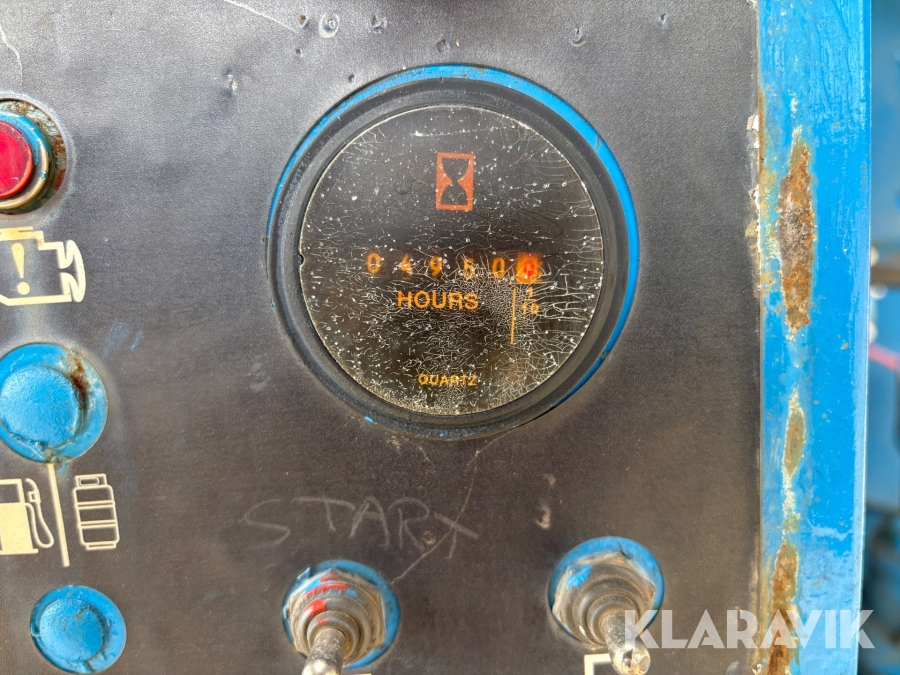 049500
HOURS
1
10
QUARTZ
START
KLARAVIK